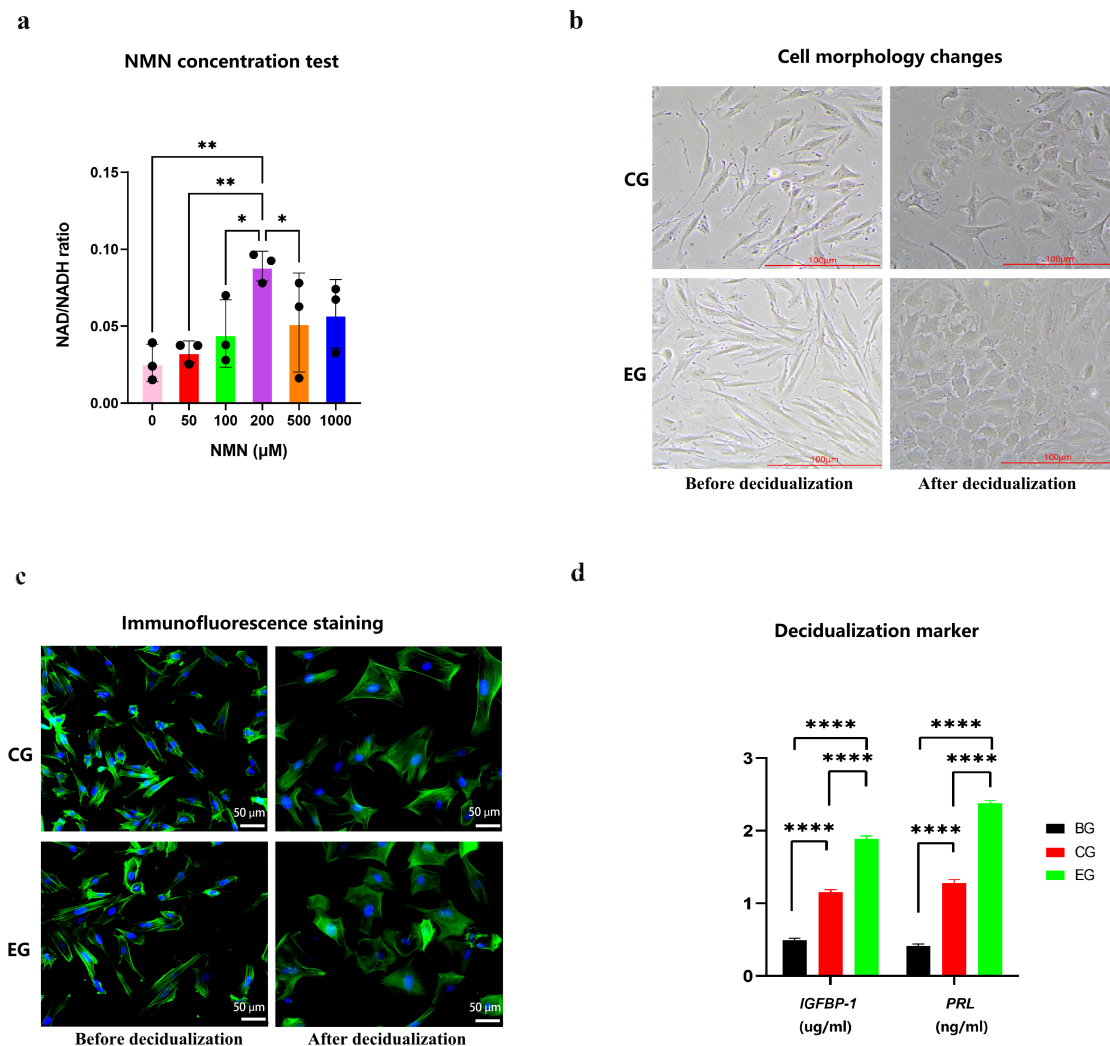 a
NMN concentration test
**
**
*
*
0.15
0.10
0.05
0.00
NAD/NADH ratio
0 50 100 200 500 1000
NMN (µM)
b
Cell morphology changes
CG
100µm
100µm
EG
100µm
100µm
Before decidualization
After decidualization
c
Immunofluorescence staining
CG
50 µm
50 µm
EG
50 µm
50 µm
Before decidualization
After decidualization
d
Decidualization marker
**** ****
**** ****
**** ****
3
2
1
0
BG
CG
EG
IGFBP-1 PRL
(ug/ml) (ng/ml)